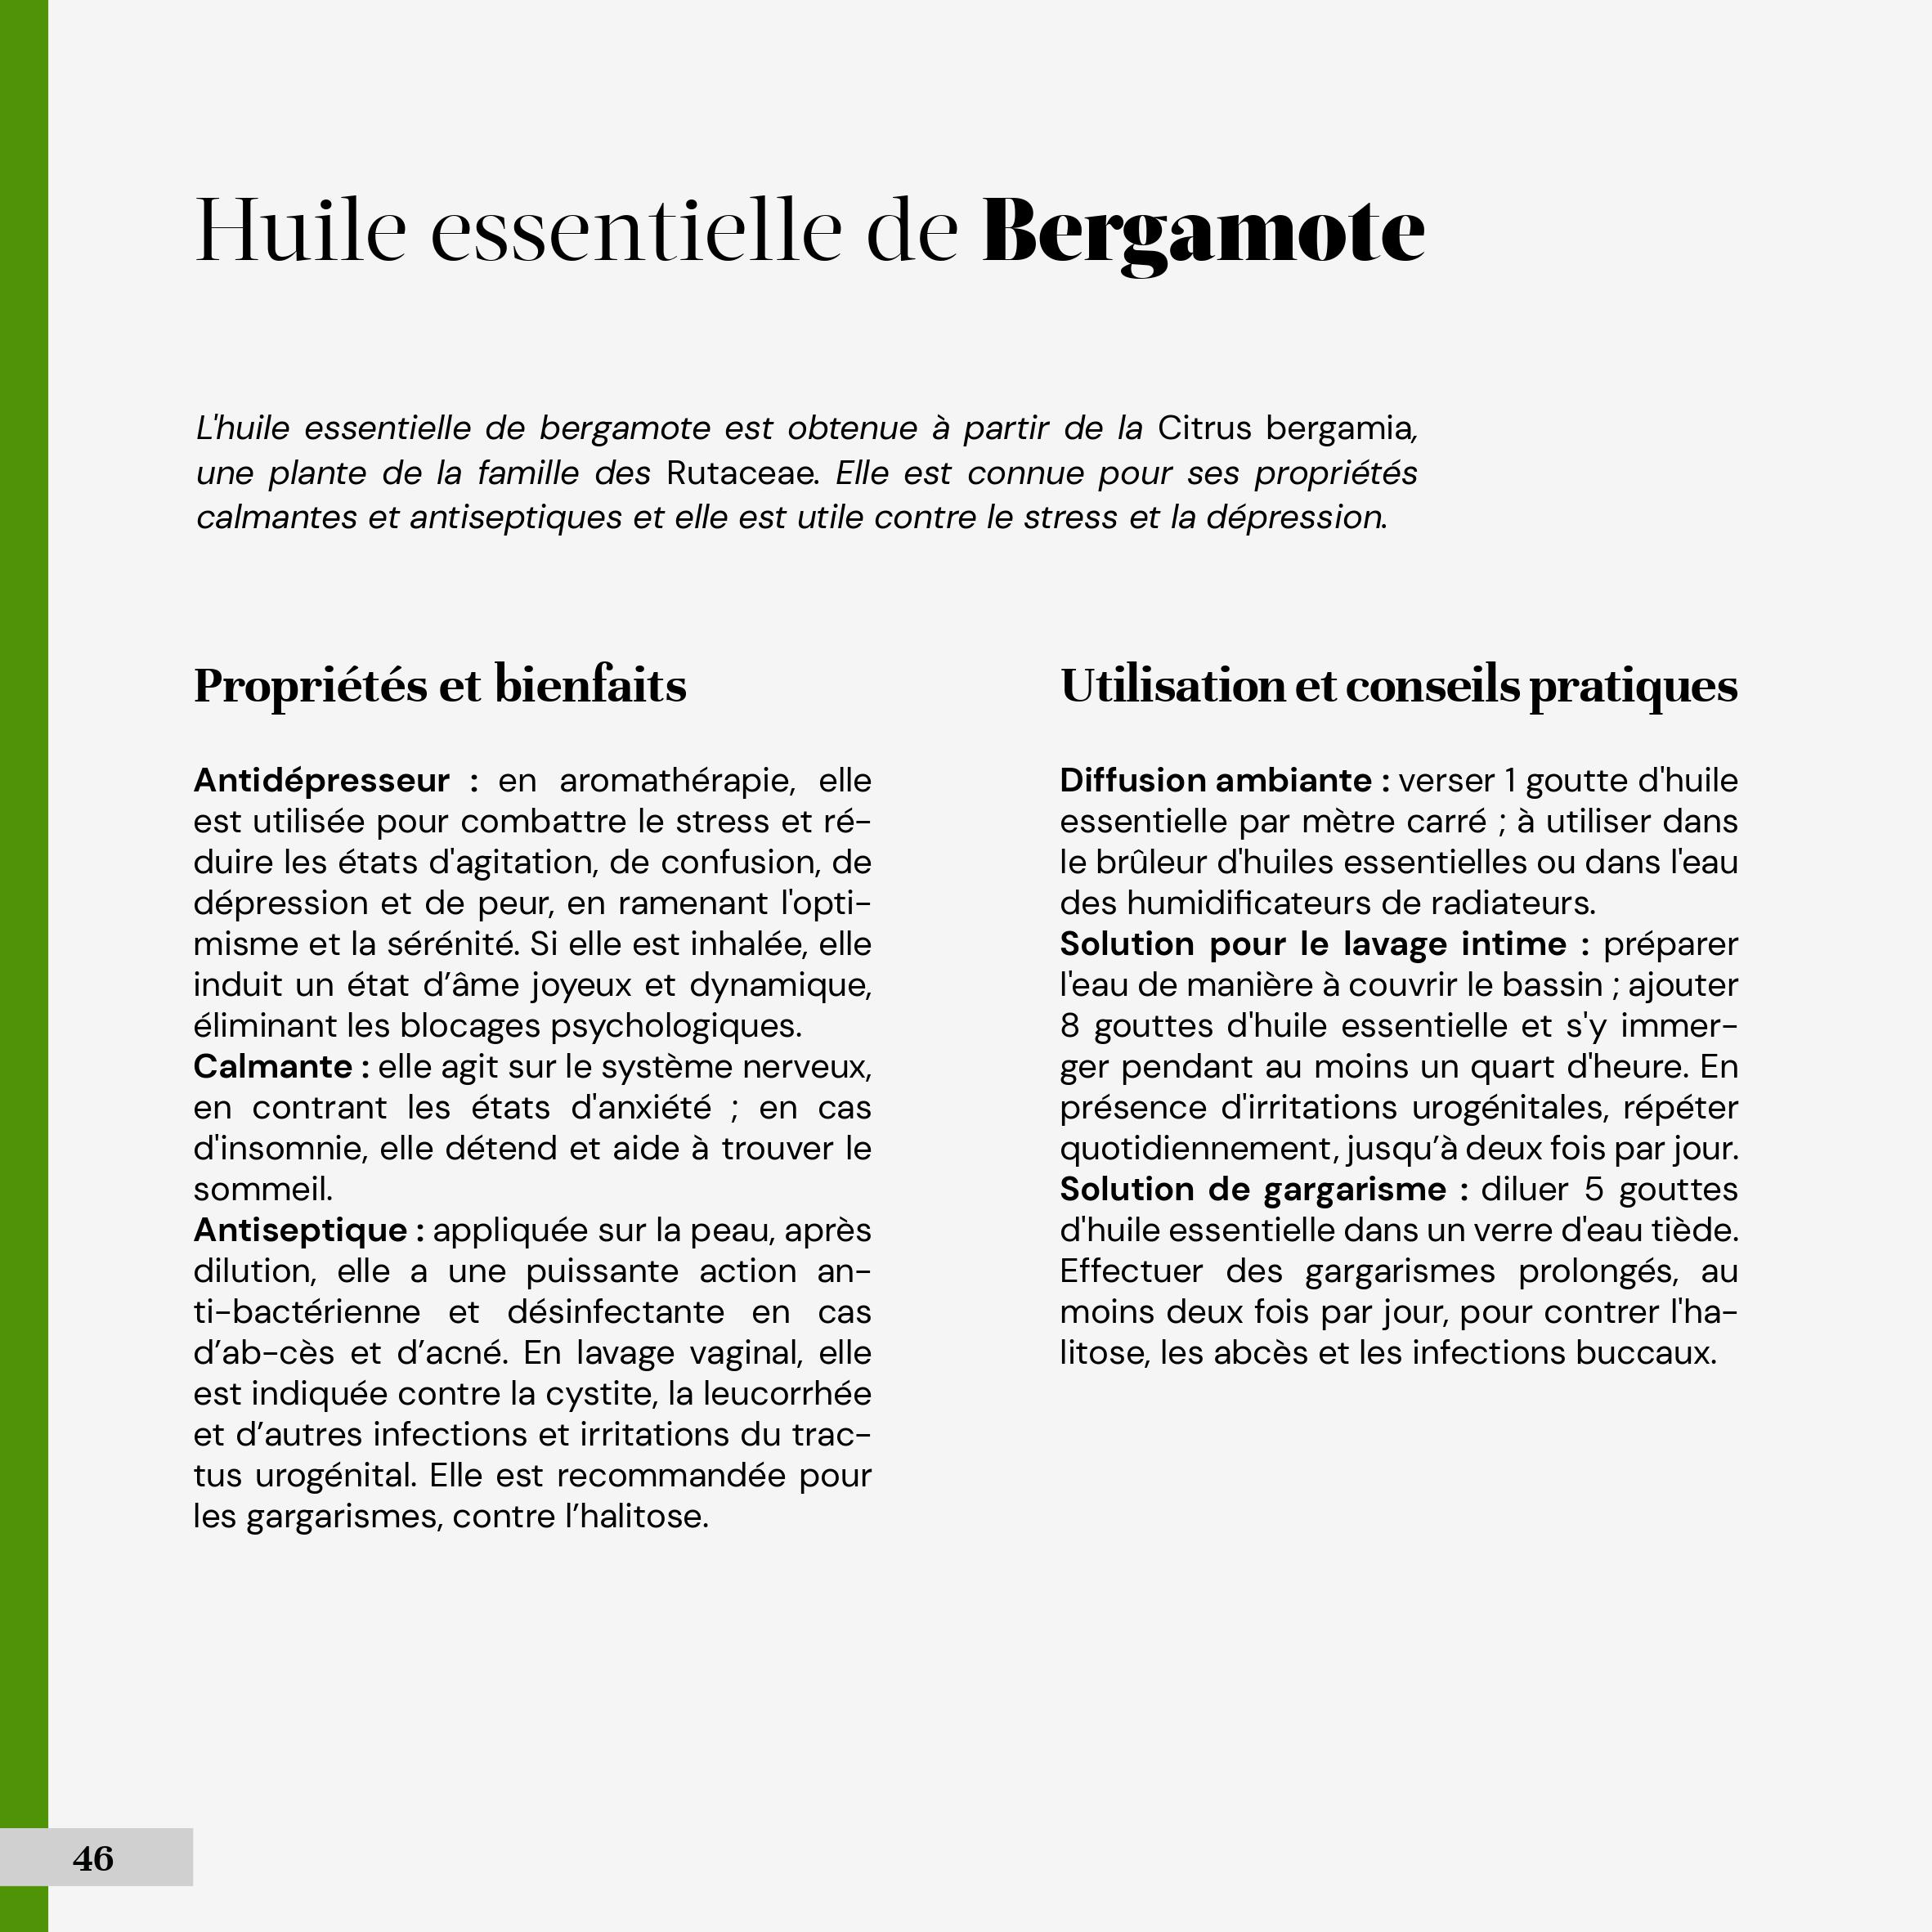 Huile essentielle de Bergamote
L'huile essentielle de bergamote est obtenue à partir de la Citrus bergamia,
une plante de la famille des Rutaceae. Elle est connue pour ses propriétés
calmantes et antiseptiques et elle est utile contre le stress et la dépression.
Propriétés et bienfaits
Antidépresseur : en aromathérapie, elle
est utilisée pour combattre le stress et ré-
duire les états d'agitation, de confusion, de
dépression et de peur, en ramenant l'opti-
misme et la sérénité. Si elle est inhalée, elle
induit un état d’âme joyeux et dynamique,
éliminant les blocages psychologiques.
Calmante : elle agit sur le système nerveux,
en contrant les états d'anxiété ; en cas
d'insomnie, elle détend et aide à trouver le
sommeil.
Antiseptique : appliquée sur la peau, après
dilution, elle a une puissante action an-
ti-bactérienne et désinfectante en cas
d’ab-cès et d’acné. En lavage vaginal, elle
est indiquée contre la cystite, la leucorrhée
et d’autres infections et irritations du trac-
tus urogénital. Elle est recommandée pour
les gargarismes, contre l’halitose.
Utilisation et conseils pratiques
Diffusion ambiante : verser 1 goutte d'huile
essentielle par mètre carré ; à utiliser dans
le brûleur d'huiles essentielles ou dans l'eau
des humidificateurs de radiateurs.
Solution pour le lavage intime : préparer
l'eau de manière à couvrir le bassin ; ajouter
8 gouttes d'huile essentielle et s'y immer-
ger pendant au moins un quart d'heure. En
présence d'irritations urogénitales, répéter
quotidiennement, jusqu’à deux fois par jour.
Solution de gargarisme : diluer 5 gouttes
d'huile essentielle dans un verre d'eau tiède.
Effectuer des gargarismes prolongés, au
moins deux fois par jour, pour contrer l'ha-
litose, les abcès et les infections buccaux.
46